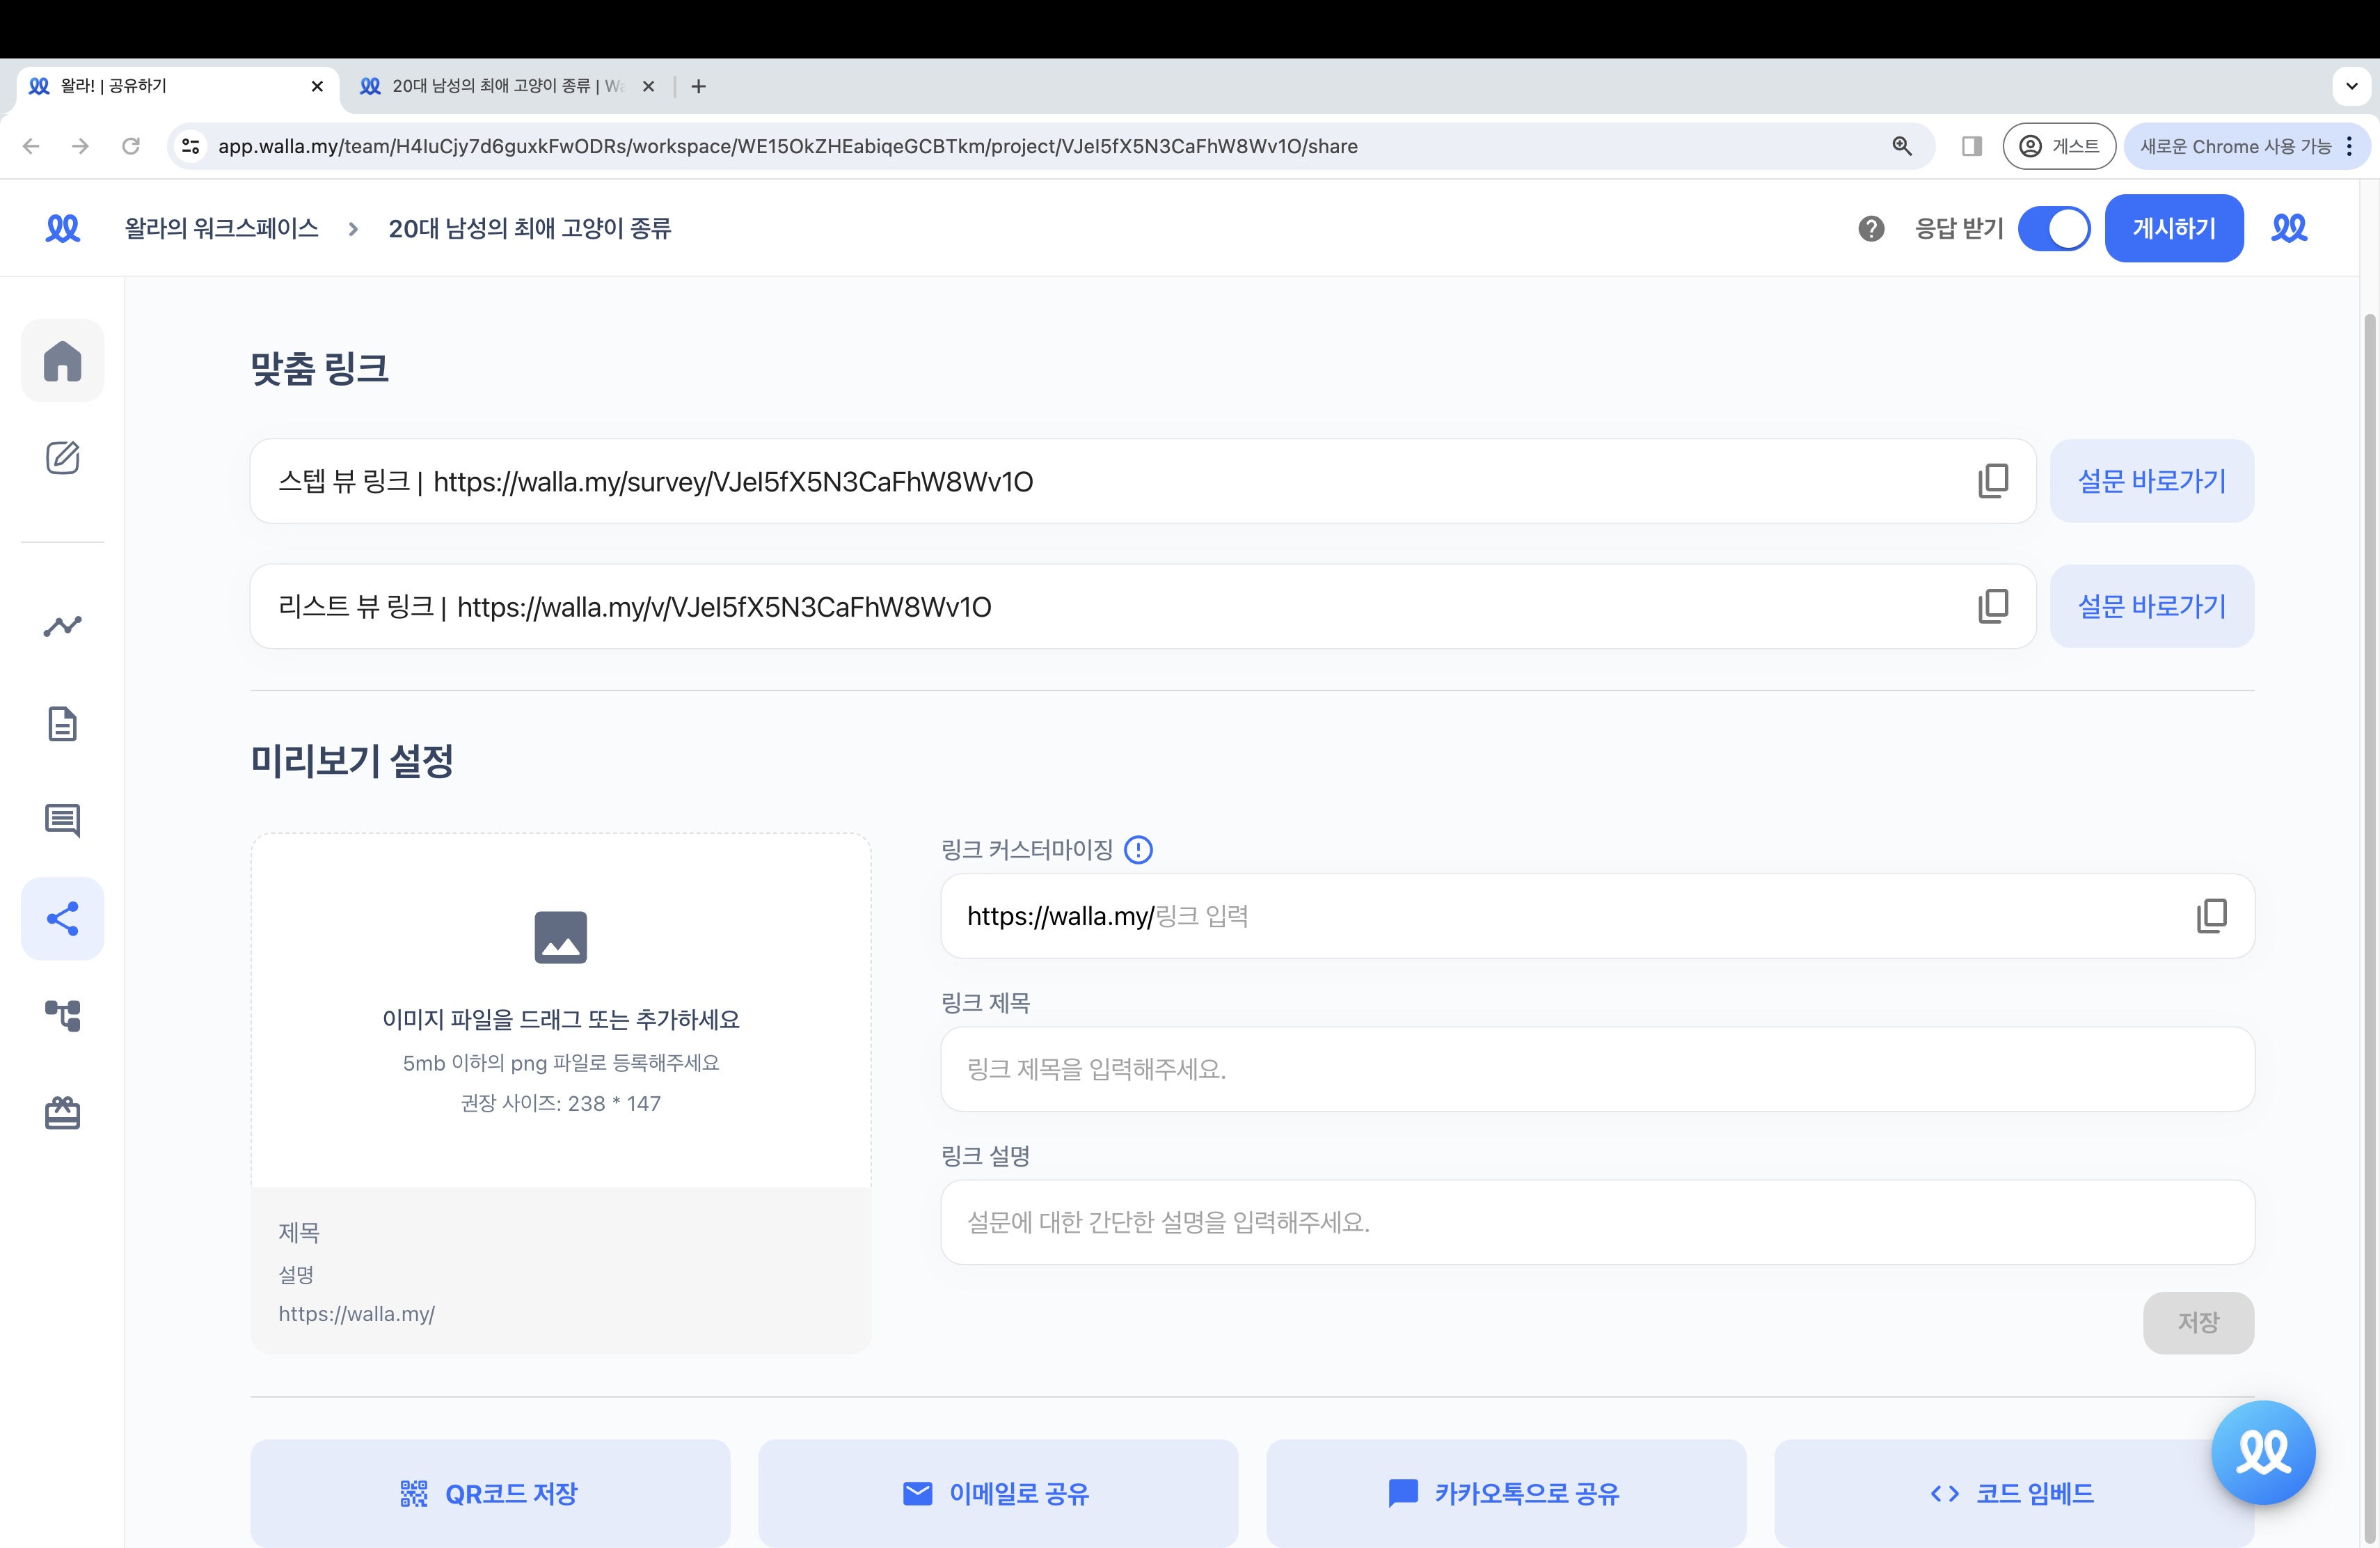 왈라! | 공유하기
20대 남성의 최애 고양이 종류 | Wa
app.walla.my/team/H4IuCjy7d6guxkFwODRs/workspace/WE15OkZHEabiqeGCBTkm/project/VJeI5fX5N3CaFhW8Wv1O/share
게스트
새로운 Chrome 사용 가능
왈라의 워크스페이스 > 20대 남성의 최애 고양이 종류
응답 받기
게시하기
맞춤 링크
스텝 뷰 링크 | https://walla.my/survey/VJeI5fX5N3CaFhW8Wv1O
설문 바로가기
리스트 뷰 링크 | https://walla.my/v/VJeI5fX5N3CaFhW8Wv1O
설문 바로가기
미리보기 설정
이미지 파일을 드래그 또는 추가하세요
5mb 이하의 png 파일로 등록해주세요
권장 사이즈: 238 * 147
제목
설명
https://walla.my/
링크 커스터마이징
https://walla.my/링크 입력
링크 제목
링크 제목을 입력해주세요.
링크 설명
설문에 대한 간단한 설명을 입력해주세요.
저장
QR코드 저장
이메일로 공유
카카오톡으로 공유
코드 임베드